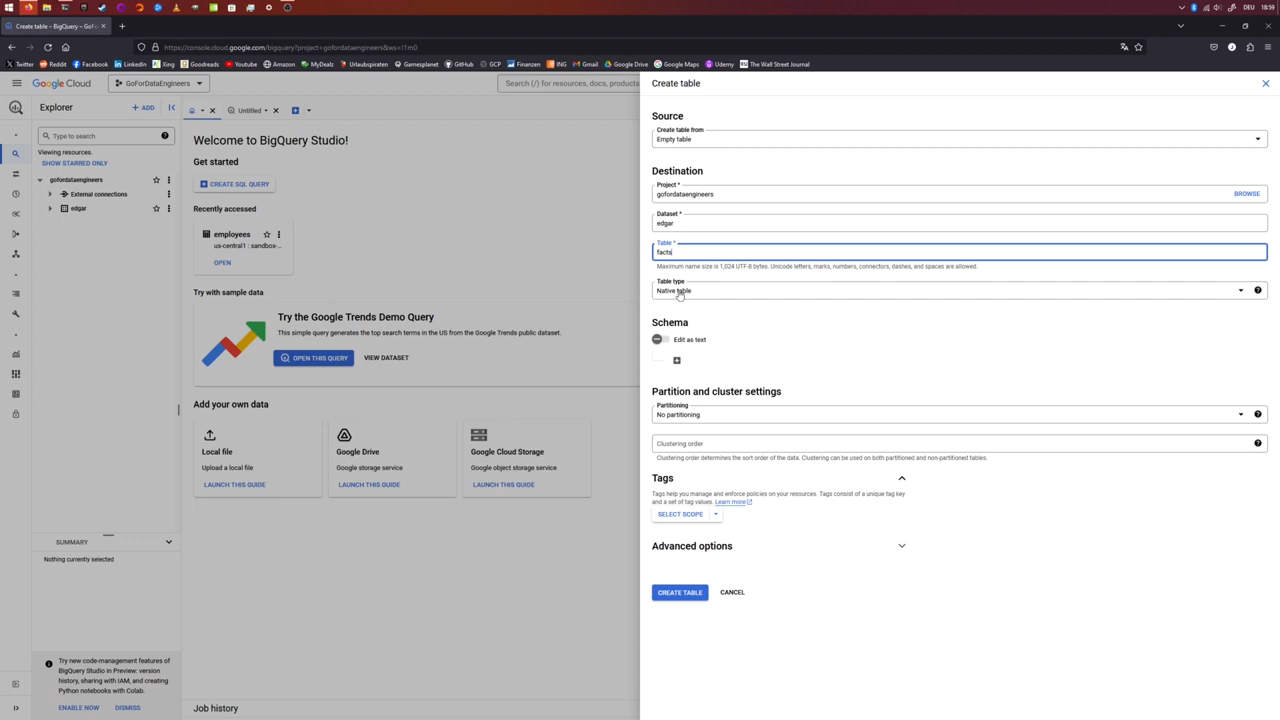 DEU
18:59
Create table – BigQuery – GoFo
https://console.cloud.google.com/bigquery?project=gofordataengineers&ws=!1m0
Twitter
Reddit
Facebook
LinkedIn
Xing
Goodreads
YouTube
Amazon
MyDealz
Urlaubspiraten
Gamesplanet
GitHub
GCP
Finanzen
ING
Gmail
Google Drive
Google Maps
Udemy
The Wall Street Journal
Google Cloud
GoForDataEngineers
Search (/) for resources, docs, products,
Explorer
+ ADD
Type to search
Viewing resources.
SHOW STARRED ONLY
gofordataengineers
External connections
edgar
SUMMARY
Nothing currently selected
Try new code-management features of
BigQuery Studio in Preview: version
history, sharing with IAM, and creating
Python notebooks with Colab.
ENABLE NOW
DISMISS
Untitled
Welcome to BigQuery Studio!
Get started
CREATE SQL QUERY
Recently accessed
employees
us-central1 : sandbox-...
OPEN
Try with sample data
Try the Google Trends Demo Query
This simple query generates the top search terms in the US from the Google Trends public dataset.
OPEN THIS QUERY
VIEW DATASET
Add your own data
Local file
Upload a local file
LAUNCH THIS GUIDE
Google Drive
Google storage service
LAUNCH THIS GUIDE
Google Cloud Storage
Google object storage service
LAUNCH THIS GUIDE
Job history
Create table
Source
Create table from
Empty table
Destination
Project *
gofordataengineers
BROWSE
Dataset *
edgar
Table *
facts
Maximum name size is 1,024 UTF-8 bytes. Unicode letters, marks, numbers, connectors, dashes, and spaces are allowed.
Table type
Native table
Schema
Edit as text
Partition and cluster settings
Partitioning
No partitioning
Clustering order
Clustering order determines the sort order of the data. Clustering can be used on both partitioned and non-partitioned tables.
Tags
Tags help you manage and enforce policies on your resources. Tags consist of a unique tag key
and a set of tag values. Learn more
SELECT SCOPE
Advanced options
CREATE TABLE
CANCEL